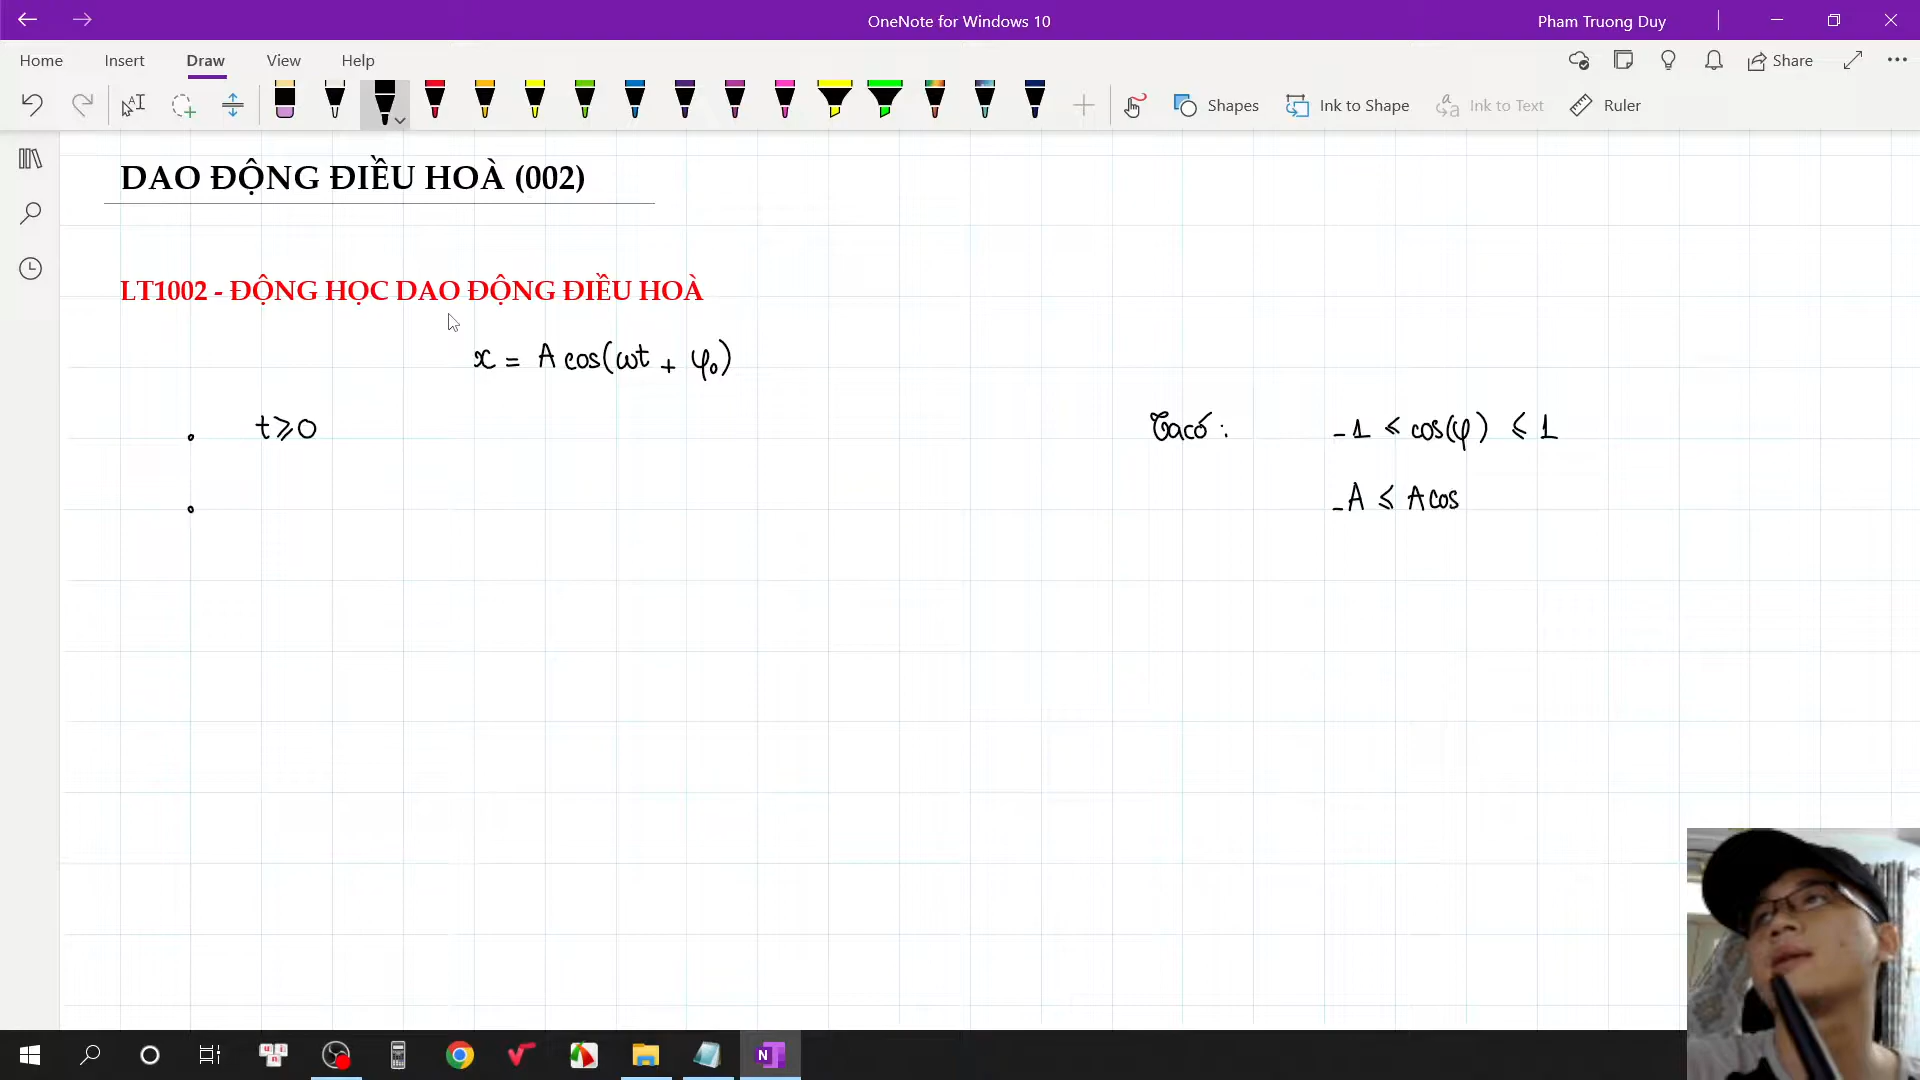 OneNote for Windows 10
Pham Truong Duy
Home Insert Draw View Help
Share
Shapes Ink to Shape Ink to Text Ruler
DAO ĐỘNG ĐIỀU HOÀ (002)
LT1002 - ĐỘNG HỌC DAO ĐỘNG ĐIỀU HOÀ
x = A cos(ωt + φ₀)
• t ⩾ 0
Ta có : -1 ⩽ cos(φ) ⩽ 1
•
-A ⩽ A cos